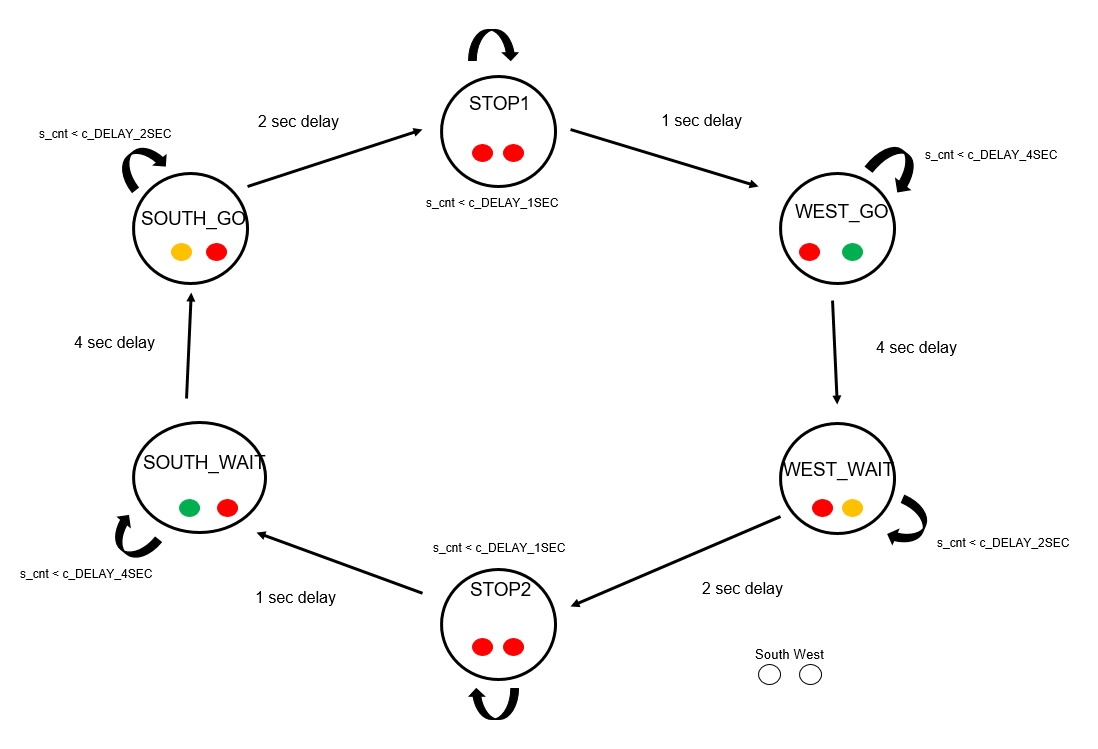 STOP1
2 sec delay
1 sec delay
s_cnt < c_DELAY_2SEC
s_cnt < c_DELAY_4SEC
s_cnt < c_DELAY_1SEC
SOUTH_GO
WEST_GO
4 sec delay
4 sec delay
SOUTH_WAIT
WEST_WAIT
s_cnt < c_DELAY_1SEC
s_cnt < c_DELAY_2SEC
s_cnt < c_DELAY_4SEC
STOP2
2 sec delay
1 sec delay
South West